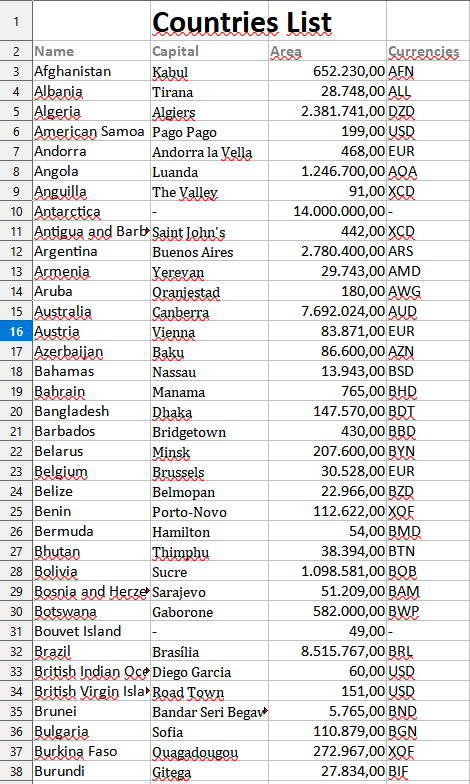 1 Countries List
2 Name Capital Area Currencies
3 Afghanistan Kabul 652.230,00 AFN
4 Albania Tirana 28.748,00 ALL
5 Algeria Algiers 2.381.741,00 DZD
6 American Samoa Pago Pago 199,00 USD
7 Andorra Andorra la Vella 468,00 EUR
8 Angola Luanda 1.246.700,00 AOA
9 Anguilla The Valley 91,00 XCD
10 Antarctica - 14.000.000,00 -
11 Antigua and Barb Saint John's 442,00 XCD
12 Argentina Buenos Aires 2.780.400,00 ARS
13 Armenia Yerevan 29.743,00 AMD
14 Aruba Oranjestad 180,00 AWG
15 Australia Canberra 7.692.024,00 AUD
16 Austria Vienna 83.871,00 EUR
17 Azerbaijan Baku 86.600,00 AZN
18 Bahamas Nassau 13.943,00 BSD
19 Bahrain Manama 765,00 BHD
20 Bangladesh Dhaka 147.570,00 BDT
21 Barbados Bridgetown 430,00 BBD
22 Belarus Minsk 207.600,00 BYN
23 Belgium Brussels 30.528,00 EUR
24 Belize Belmopan 22.966,00 BZD
25 Benin Porto-Novo 112.622,00 XOF
26 Bermuda Hamilton 54,00 BMD
27 Bhutan Thimphu 38.394,00 BTN
28 Bolivia Sucre 1.098.581,00 BOB
29 Bosnia and Herze Sarajevo 51.209,00 BAM
30 Botswana Gaborone 582.000,00 BWP
31 Bouvet Island - 49,00 -
32 Brazil Brasília 8.515.767,00 BRL
33 British Indian Oce Diego Garcia 60,00 USD
34 British Virgin Isla Road Town 151,00 USD
35 Brunei Bandar Seri Begaw 5.765,00 BND
36 Bulgaria Sofia 110.879,00 BGN
37 Burkina Faso Ouagadougou 272.967,00 XOF
38 Burundi Gitega 27.834,00 BIF